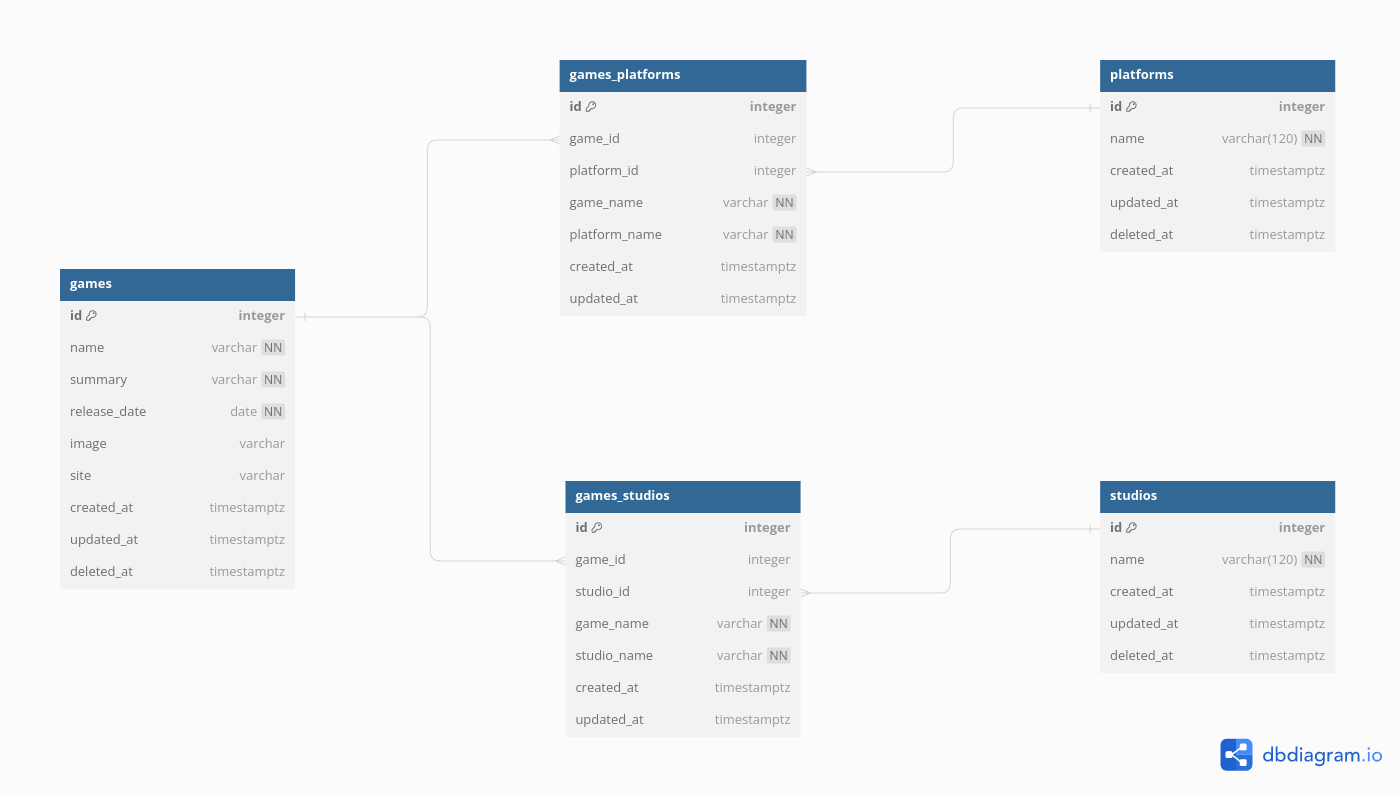 games_platforms
id integer
game_id integer
platform_id integer
game_name varchar NN
platform_name varchar NN
created_at timestamptz
updated_at timestamptz
platforms
id integer
name varchar(120) NN
created_at timestamptz
updated_at timestamptz
deleted_at timestamptz
games
id integer
name varchar NN
summary varchar NN
release_date date NN
image varchar
site varchar
created_at timestamptz
updated_at timestamptz
deleted_at timestamptz
games_studios
id integer
game_id integer
studio_id integer
game_name varchar NN
studio_name varchar NN
created_at timestamptz
updated_at timestamptz
studios
id integer
name varchar(120) NN
created_at timestamptz
updated_at timestamptz
deleted_at timestamptz
dbdiagram.io